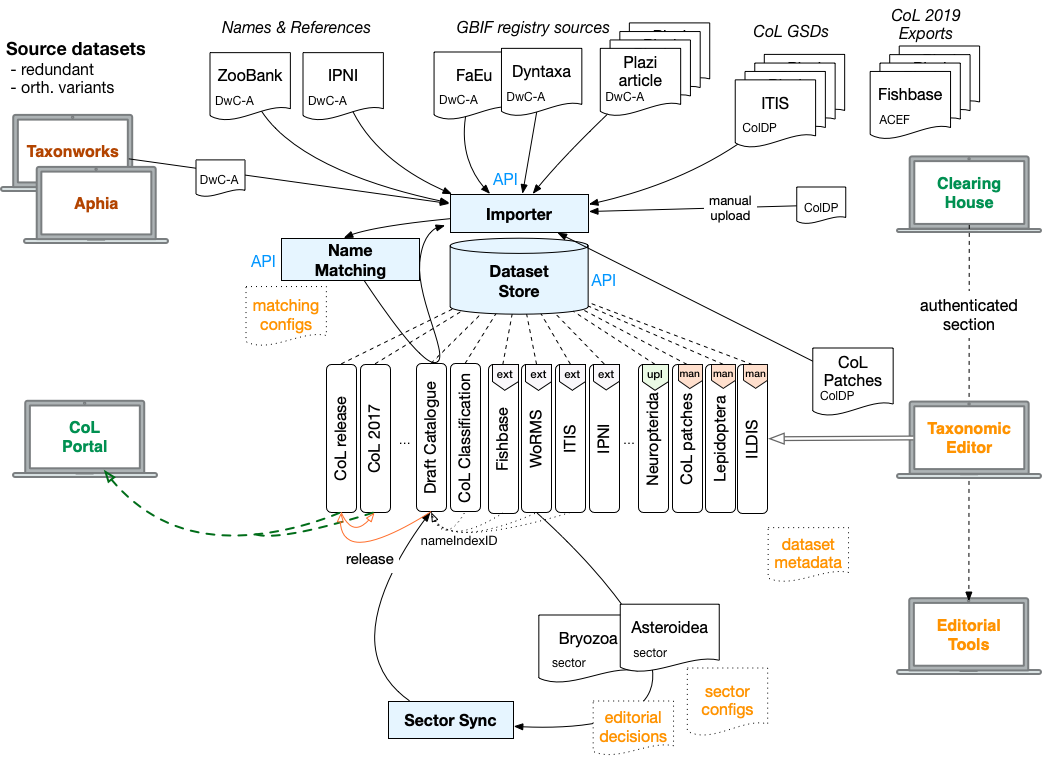 Names & References
GBIF registry sources
CoL GSDs
CoL 2019
Exports
Source datasets
- redundant
- orth. variants
ZooBank
DwC-A
IPNI
DwC-A
FaEu
DwC-A
Dyntaxa
DwC-A
Plazi
article
DwC-A
ITIS
ColDP
Fishbase
ACEF
Taxonworks
Aphia
DwC-A
API
Importer
manual
upload
ColDP
Clearing
House
Name
Matching
API
Dataset
Store
API
matching
configs
authenticated
section
CoL
Patches
ColDP
CoL
Portal
CoL release
CoL 2017
...
Draft Catalogue
CoL Classification
ext
Fishbase
ext
WoRMS
ext
ITIS
ext
IPNI
...
upl
Neuropterida
man
CoL patches
man
Lepidoptera
man
ILDIS
Taxonomic
Editor
nameIndexID
release
dataset
metadata
Bryozoa
sector
Asteroidea
sector
Editorial
Tools
sector
configs
editorial
decisions
Sector Sync